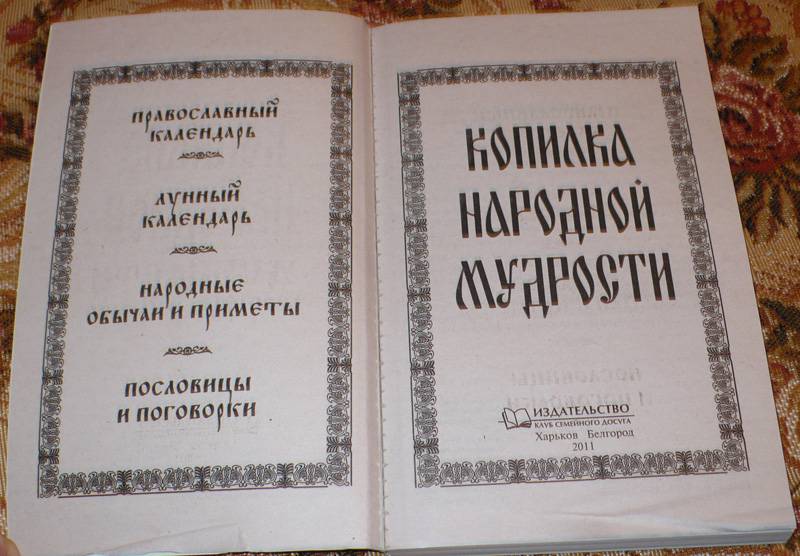 Православный
календарь
Лунный
календарь
Народные
обычаи и приметы
Пословицы
и поговорки
КОПИЛКА
НАРОДНОЙ
МУДРОСТИ
ИЗДАТЕЛЬСТВО
КЛУБ СЕМЕЙНОГО ДОСУГА
Харьков Белгород
2011